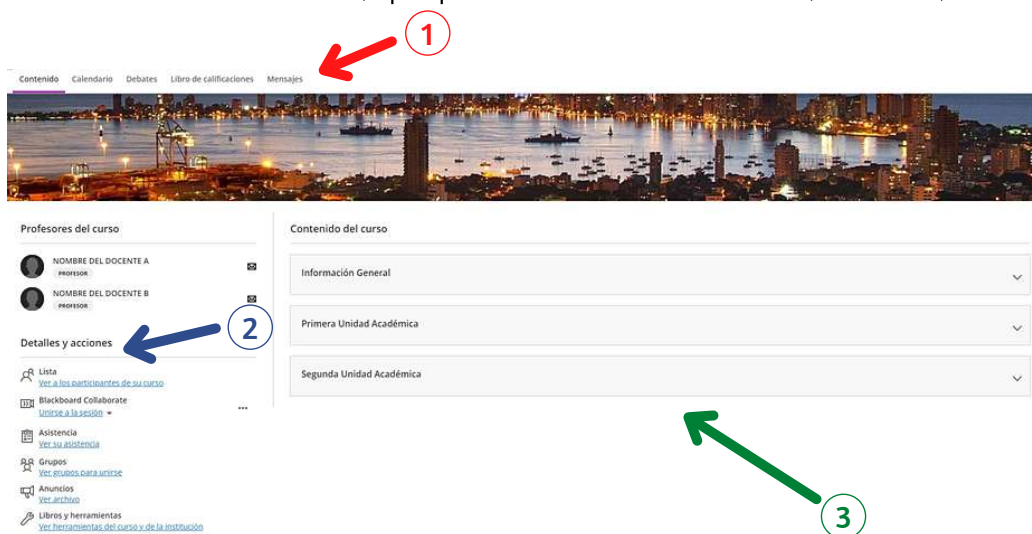 1
Contenido Calendario Debates Libro de calificaciones Mensajes
Profesores del curso
NOMBRE DEL DOCENTE A
PROFESOR
NOMBRE DEL DOCENTE B
PROFESOR
2
Detalles y acciones
Lista
Ver a los participantes de su curso
Blackboard Collaborate
Unirse a la sesión
Asistencia
Ver su asistencia
Grupos
Ver grupos para unirse
Anuncios
Ver archivo
Libros y herramientas
Ver herramientas del curso y de la institución
Contenido del curso
Información General
Primera Unidad Académica
Segunda Unidad Académica
3